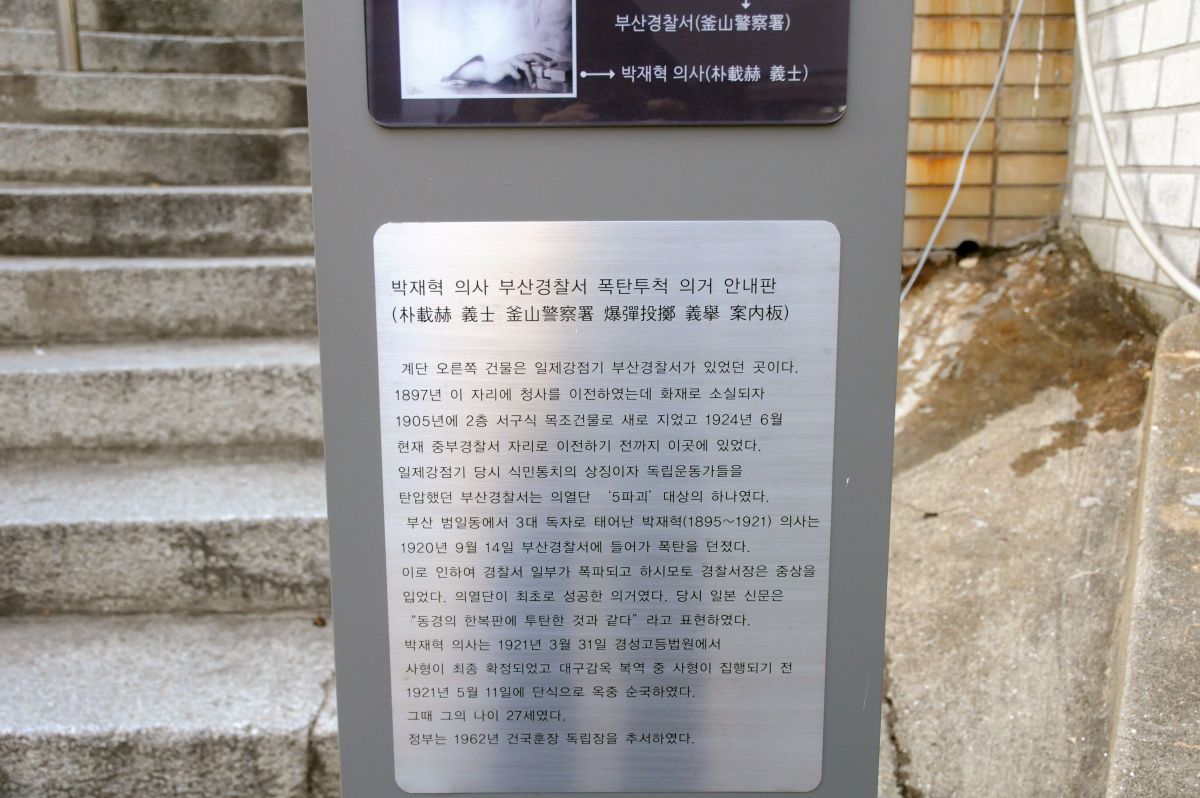 부산경찰서(釜山警察署)
박재혁 의사(朴載赫 義士)
박재혁 의사 부산경찰서 폭탄투척 의거 안내판
(朴載赫 義士 釜山警察署 爆彈投擲 義擧 案內板)
계단 오른쪽 건물은 일제강점기 부산경찰서가 있었던 곳이다.
1897년 이 자리에 청사를 이전하였는데 화재로 소실되자
1905년에 2층 서구식 목조건물로 새로 지었고 1924년 6월
현재 중부경찰서 자리로 이전하기 전까지 이곳에 있었다.
일제강점기 당시 식민통치의 상징이자 독립운동가들을
탄압했던 부산경찰서는 의열단 ‘5파괴’ 대상의 하나였다.
부산 범일동에서 3대 독자로 태어난 박재혁(1895~1921) 의사는
1920년 9월 14일 부산경찰서에 들어가 폭탄을 던졌다.
이로 인하여 경찰서 일부가 폭파되고 하시모토 경찰서장은 중상을
입었다. 의열단이 최초로 성공한 의거였다. 당시 일본 신문은
“동경의 한복판에 투탄한 것과 같다” 라고 표현하였다.
박재혁 의사는 1921년 3월 31일 경성고등법원에서
사형이 최종 확정되었고 대구감옥 복역 중 사형이 집행되기 전
1921년 5월 11일에 단식으로 옥중 순국하였다.
그때 그의 나이 27세였다.
정부는 1962년 건국훈장 독립장을 추서하였다.